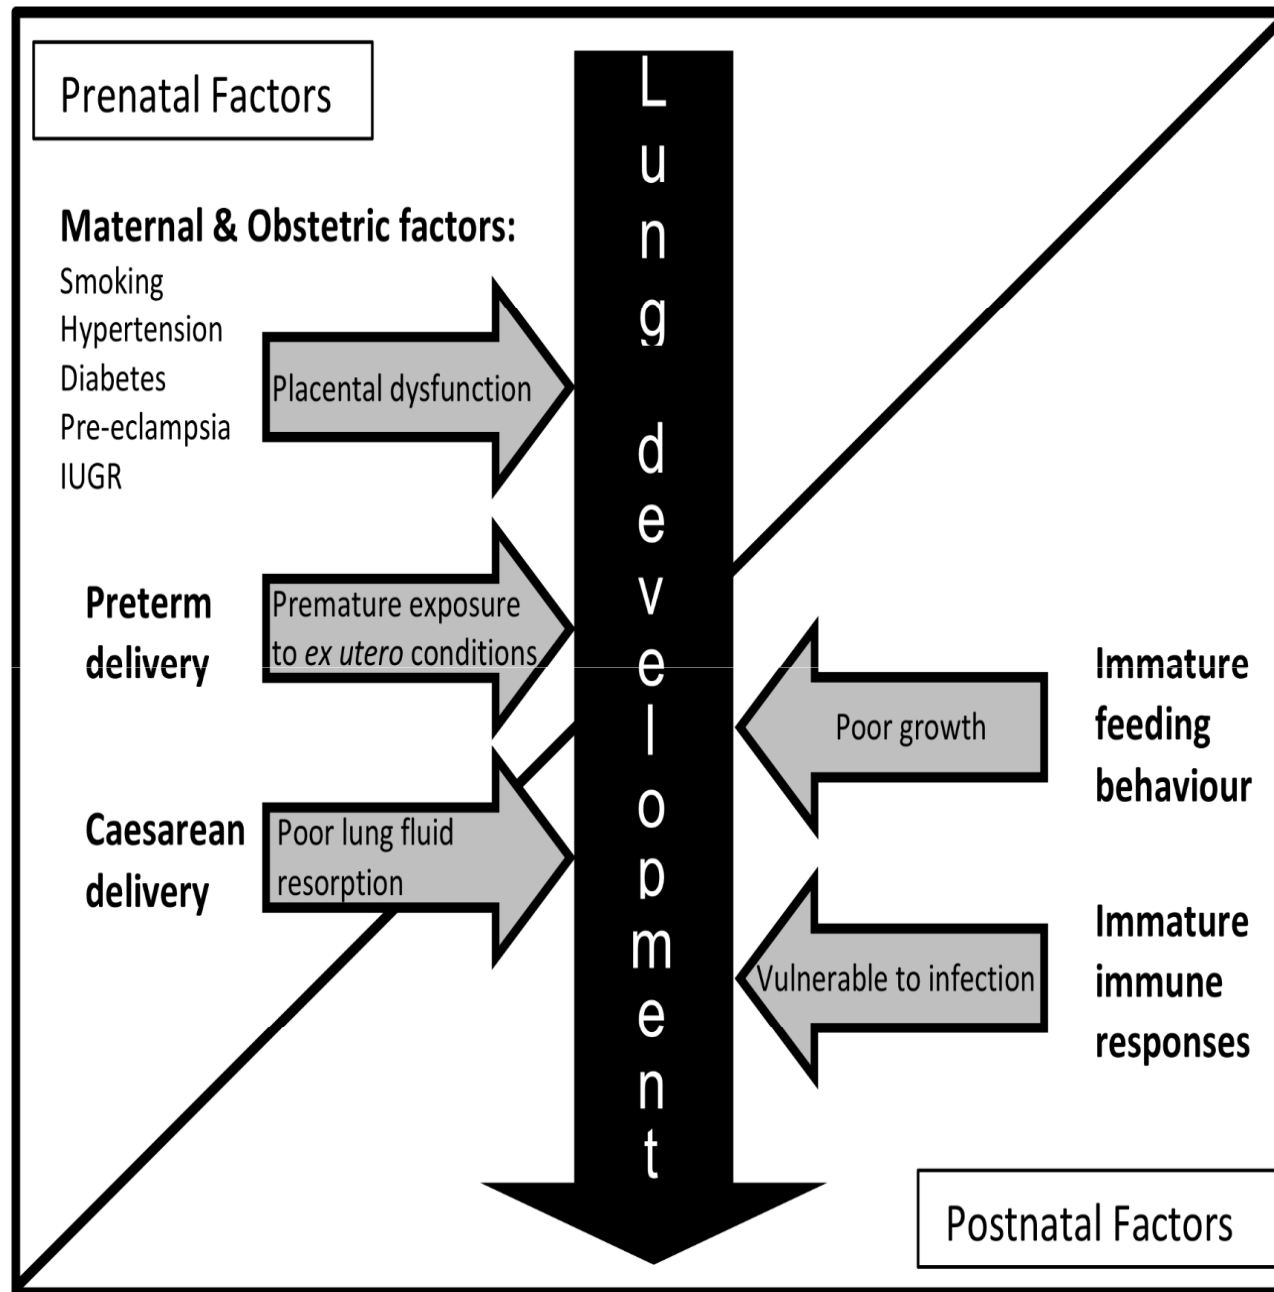 Prenatal Factors
Maternal & Obstetric factors:
Smoking
Hypertension
Diabetes
Pre-eclampsia
IUGR
Placental dysfunction
Preterm
delivery
Premature exposure
to ex utero conditions
Caesarean
delivery
Poor lung fluid
resorption
Lung development
Poor growth
Immature
feeding
behaviour
Vulnerable to infection
Immature
immune
responses
Postnatal Factors